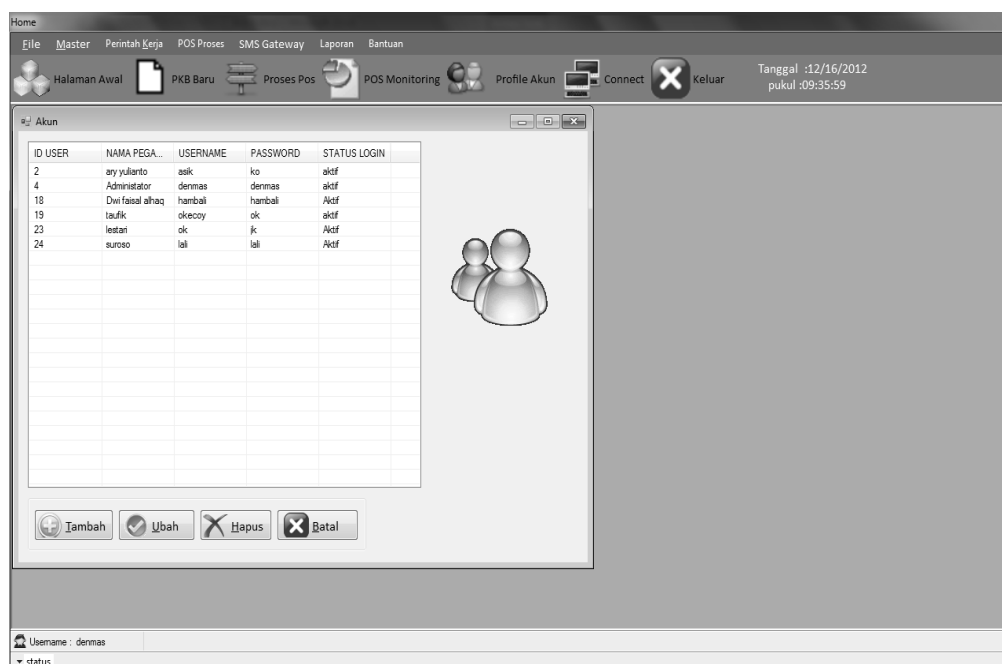 Home
File Master Perintah Kerja POS Proses SMS Gateway Laporan Bantuan
Halaman Awal PKB Baru Proses Pos POS Monitoring Profile Akun Connect Keluar Tanggal :12/16/2012
pukul :09:35:59
Akun
ID USER NAMA PEGA... USERNAME PASSWORD STATUS LOGIN
2 ary yulianto asik ko aktif
4 Administator denmas denmas aktif
18 Dwi faisal alhaq hambali hambali Aktif
19 taufik okecoy ok aktif
23 lestari ok jk Aktif
24 suroso lali lali Aktif
Tambah Ubah Hapus Batal
Username : denmas
status